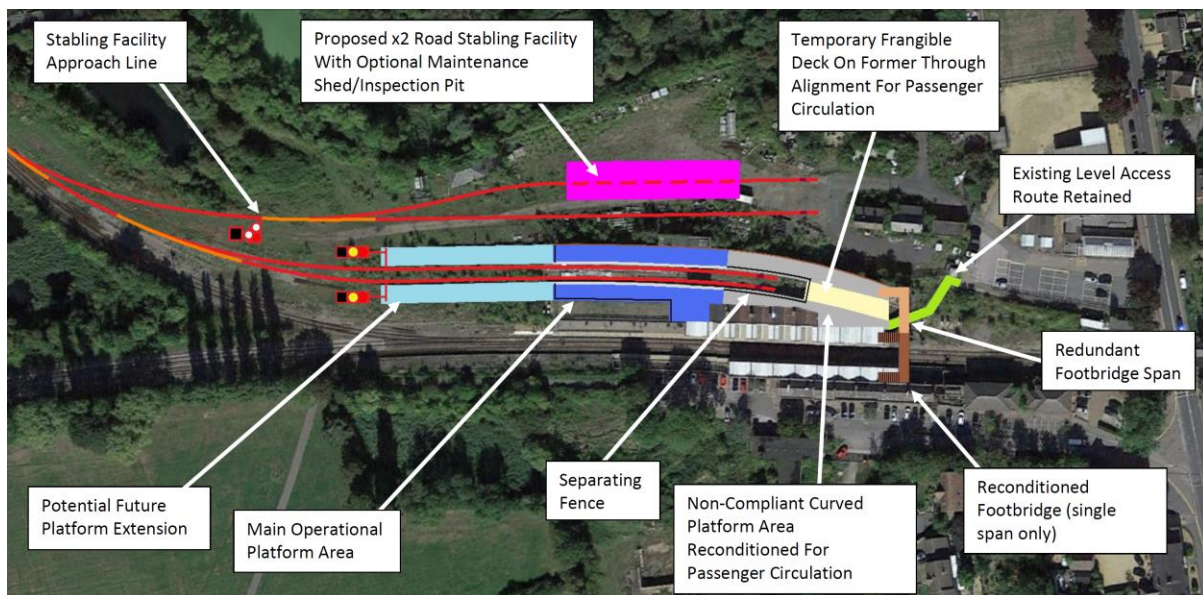 Stabling Facility
Approach Line
Proposed x2 Road Stabling Facility
With Optional Maintenance
Shed/Inspection Pit
Temporary Frangible
Deck On Former Through
Alignment For Passenger
Circulation
Existing Level Access
Route Retained
Redundant
Footbridge Span
Potential Future
Platform Extension
Main Operational
Platform Area
Separating
Fence
Non-Compliant Curved
Platform Area
Reconditioned For
Passenger Circulation
Reconditioned
Footbridge (single
span only)